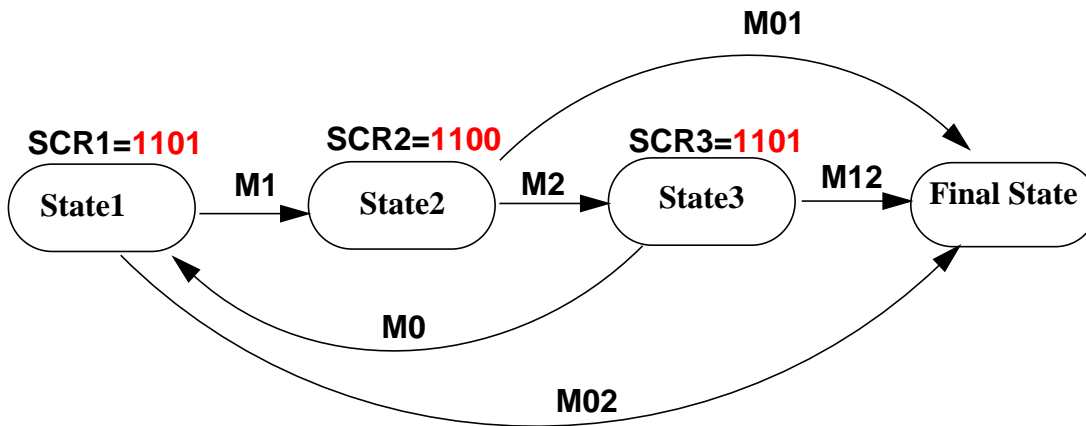 M01
SCR1=1101
SCR2=1100
SCR3=1101
State1
M1
State2
M2
State3
M12
Final State
M0
M02